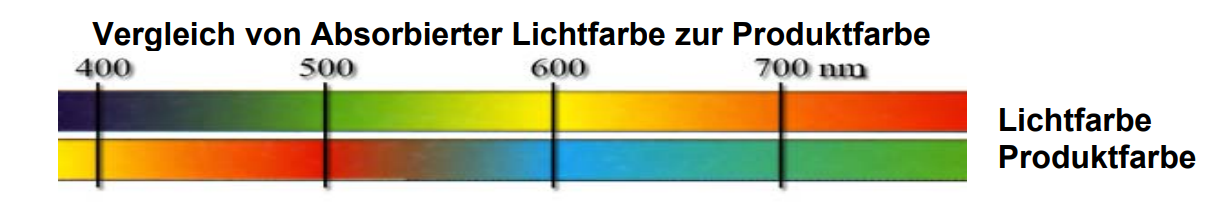 Vergleich von Absorbierter Lichtfarbe zur Produktfarbe
400 500 600 700 nm
Lichtfarbe
Produktfarbe